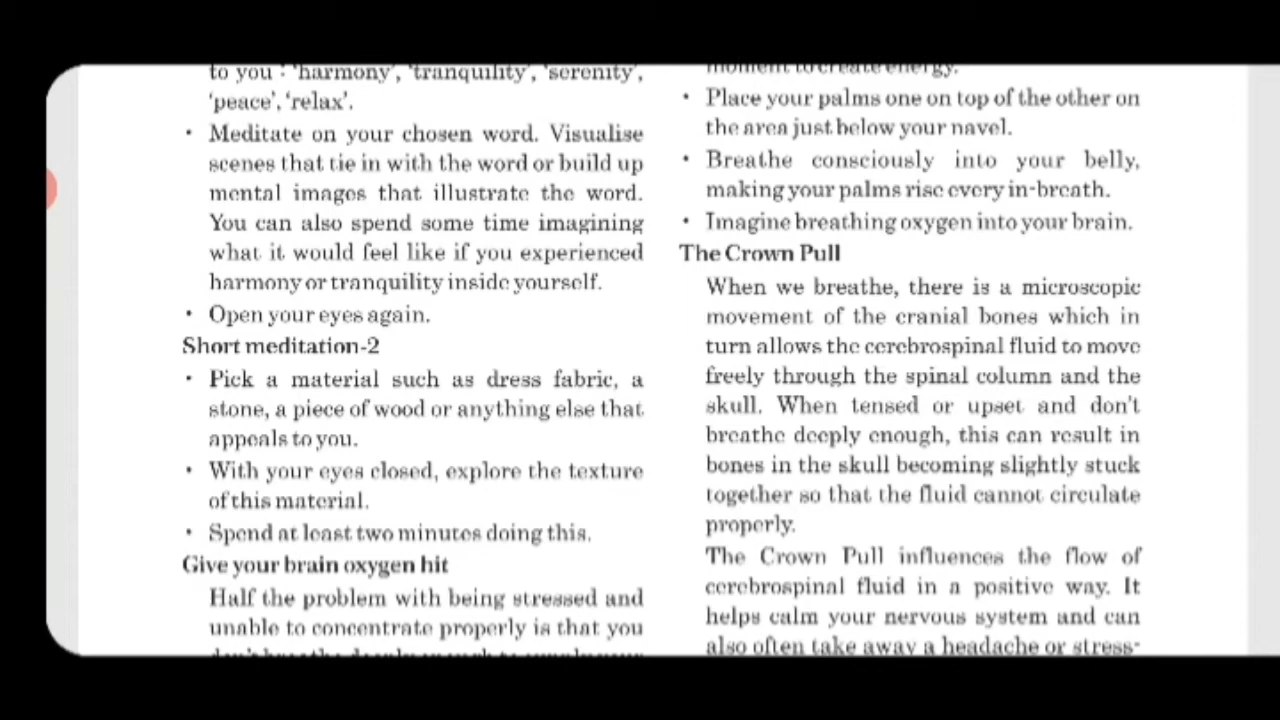 to you : 'harmony', 'tranquility', 'serenity',
'peace', 'relax'.
• Meditate on your chosen word. Visualise
scenes that tie in with the word or build up
mental images that illustrate the word.
You can also spend some time imagining
what it would feel like if you experienced
harmony or tranquility inside yourself.
• Open your eyes again.
Short meditation-2
• Pick a material such as dress fabric, a
stone, a piece of wood or anything else that
appeals to you.
• With your eyes closed, explore the texture
of this material.
• Spend at least two minutes doing this.
Give your brain oxygen hit
Half the problem with being stressed and
unable to concentrate properly is that you
don't breathe deeply enough to supply your
moment to create energy.
• Place your palms one on top of the other on
the area just below your navel.
• Breathe consciously into your belly,
making your palms rise every in-breath.
• Imagine breathing oxygen into your brain.
The Crown Pull
When we breathe, there is a microscopic
movement of the cranial bones which in
turn allows the cerebrospinal fluid to move
freely through the spinal column and the
skull. When tensed or upset and don't
breathe deeply enough, this can result in
bones in the skull becoming slightly stuck
together so that the fluid cannot circulate
properly.
The Crown Pull influences the flow of
cerebrospinal fluid in a positive way. It
helps calm your nervous system and can
also often take away a headache or stress-